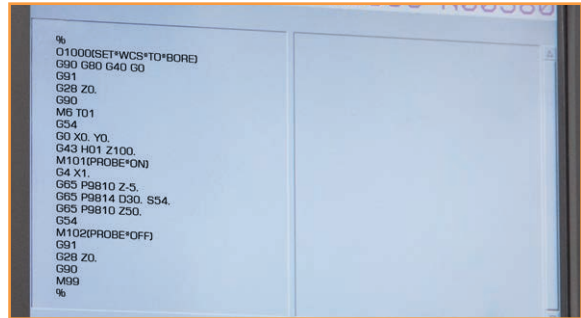 %
O1000(SET*WCS*TO*BORE)
G90 G80 G40 G0
G91
G28 Z0.
G90
M6 T01
G54
G0 X0. Y0.
G43 H01 Z100.
M101(PROBE*ON)
G4 X1.
G65 P9810 Z-5.
G65 P9814 D30. S54.
G65 P9810 Z50.
G54
M102(PROBE*OFF)
G91
G28 Z0.
G90
M99
%